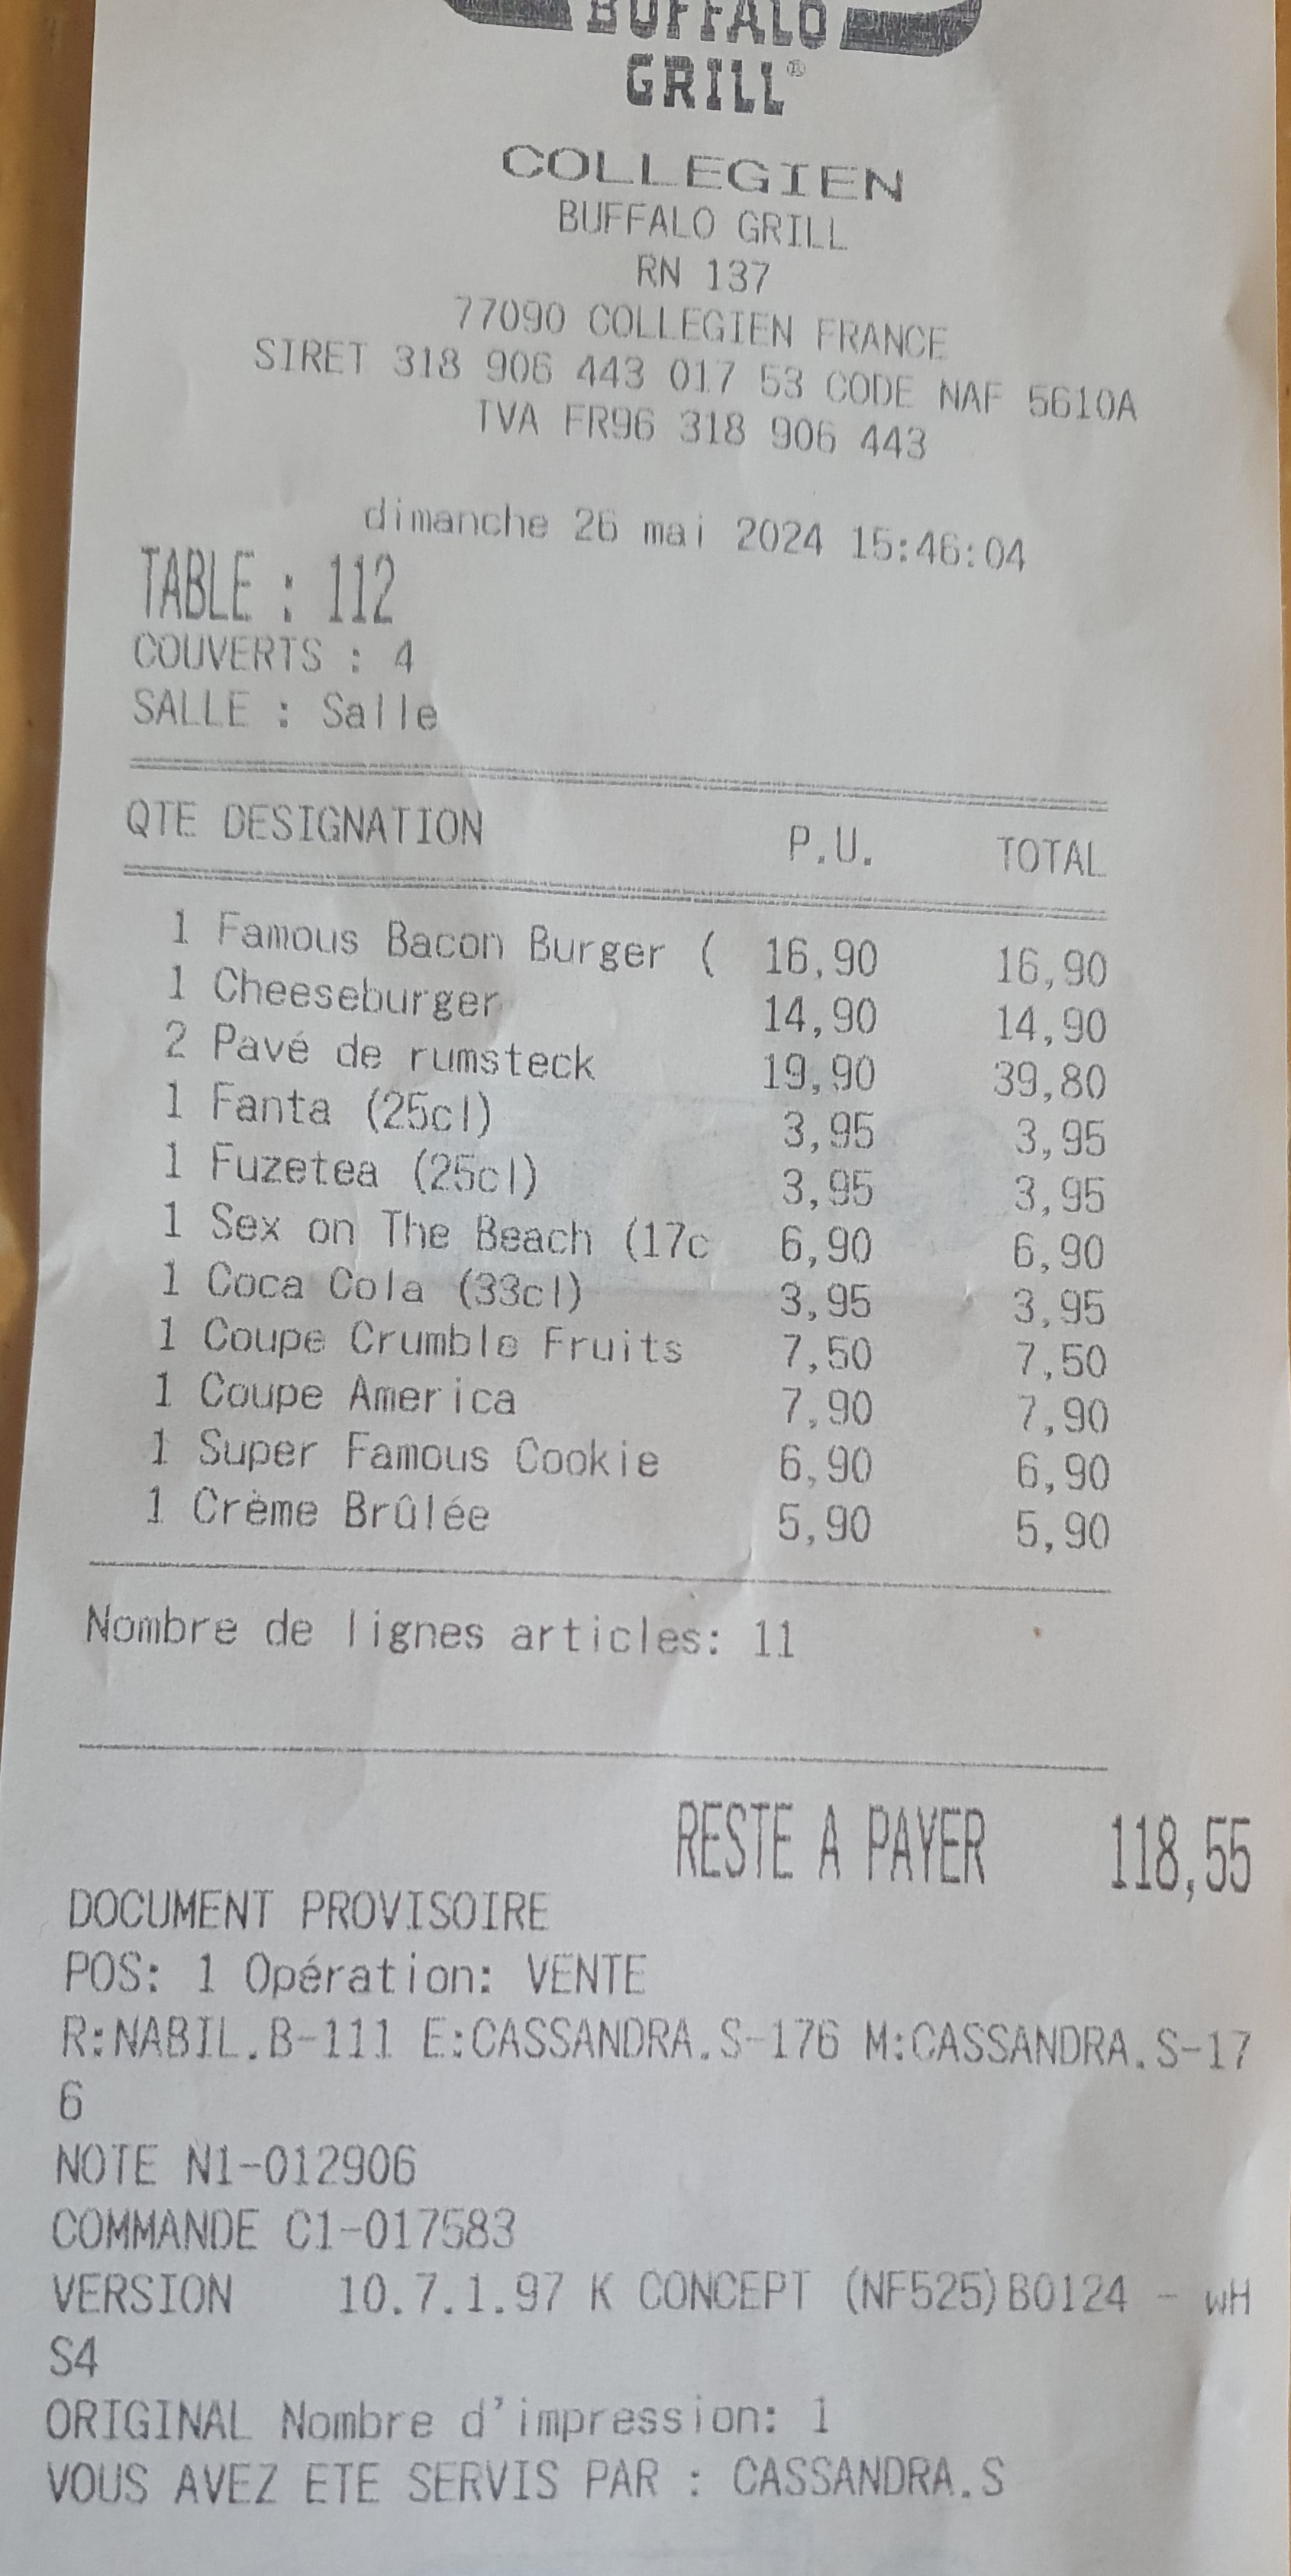 BUFFALO
GRILL®
COLLEGIEN
BUFFALO GRILL
RN 137
77090 COLLEGIEN FRANCE
SIRET 318 906 443 017 53 CODE NAF 5610A
TVA FR96 318 906 443
dimanche 26 mai 2024 15:46:04
TABLE : 112
COUVERTS : 4
SALLE : Salle
QTE DESIGNATION P.U. TOTAL
1 Famous Bacon Burger ( 16,90 16,90
1 Cheeseburger 14,90 14,90
2 Pavé de rumsteck 19,90 39,80
1 Fanta (25cl) 3,95 3,95
1 Fuzetea (25cl) 3,95 3,95
1 Sex on The Beach (17c 6,90 6,90
1 Coca Cola (33cl) 3,95 3,95
1 Coupe Crumble Fruits 7,50 7,50
1 Coupe America 7,90 7,90
1 Super Famous Cookie 6,90 6,90
1 Crème Brûlée 5,90 5,90
Nombre de lignes articles: 11
RESTE A PAYER 118,55
DOCUMENT PROVISOIRE
POS: 1 Opération: VENTE
R:NABIL.B-111 E:CASSANDRA.S-176 M:CASSANDRA.S-17
6
NOTE N1-012906
COMMANDE C1-017583
VERSION 10.7.1.97 K CONCEPT (NF525)B0124 - wH
S4
ORIGINAL Nombre d'impression: 1
VOUS AVEZ ETE SERVIS PAR : CASSANDRA.S